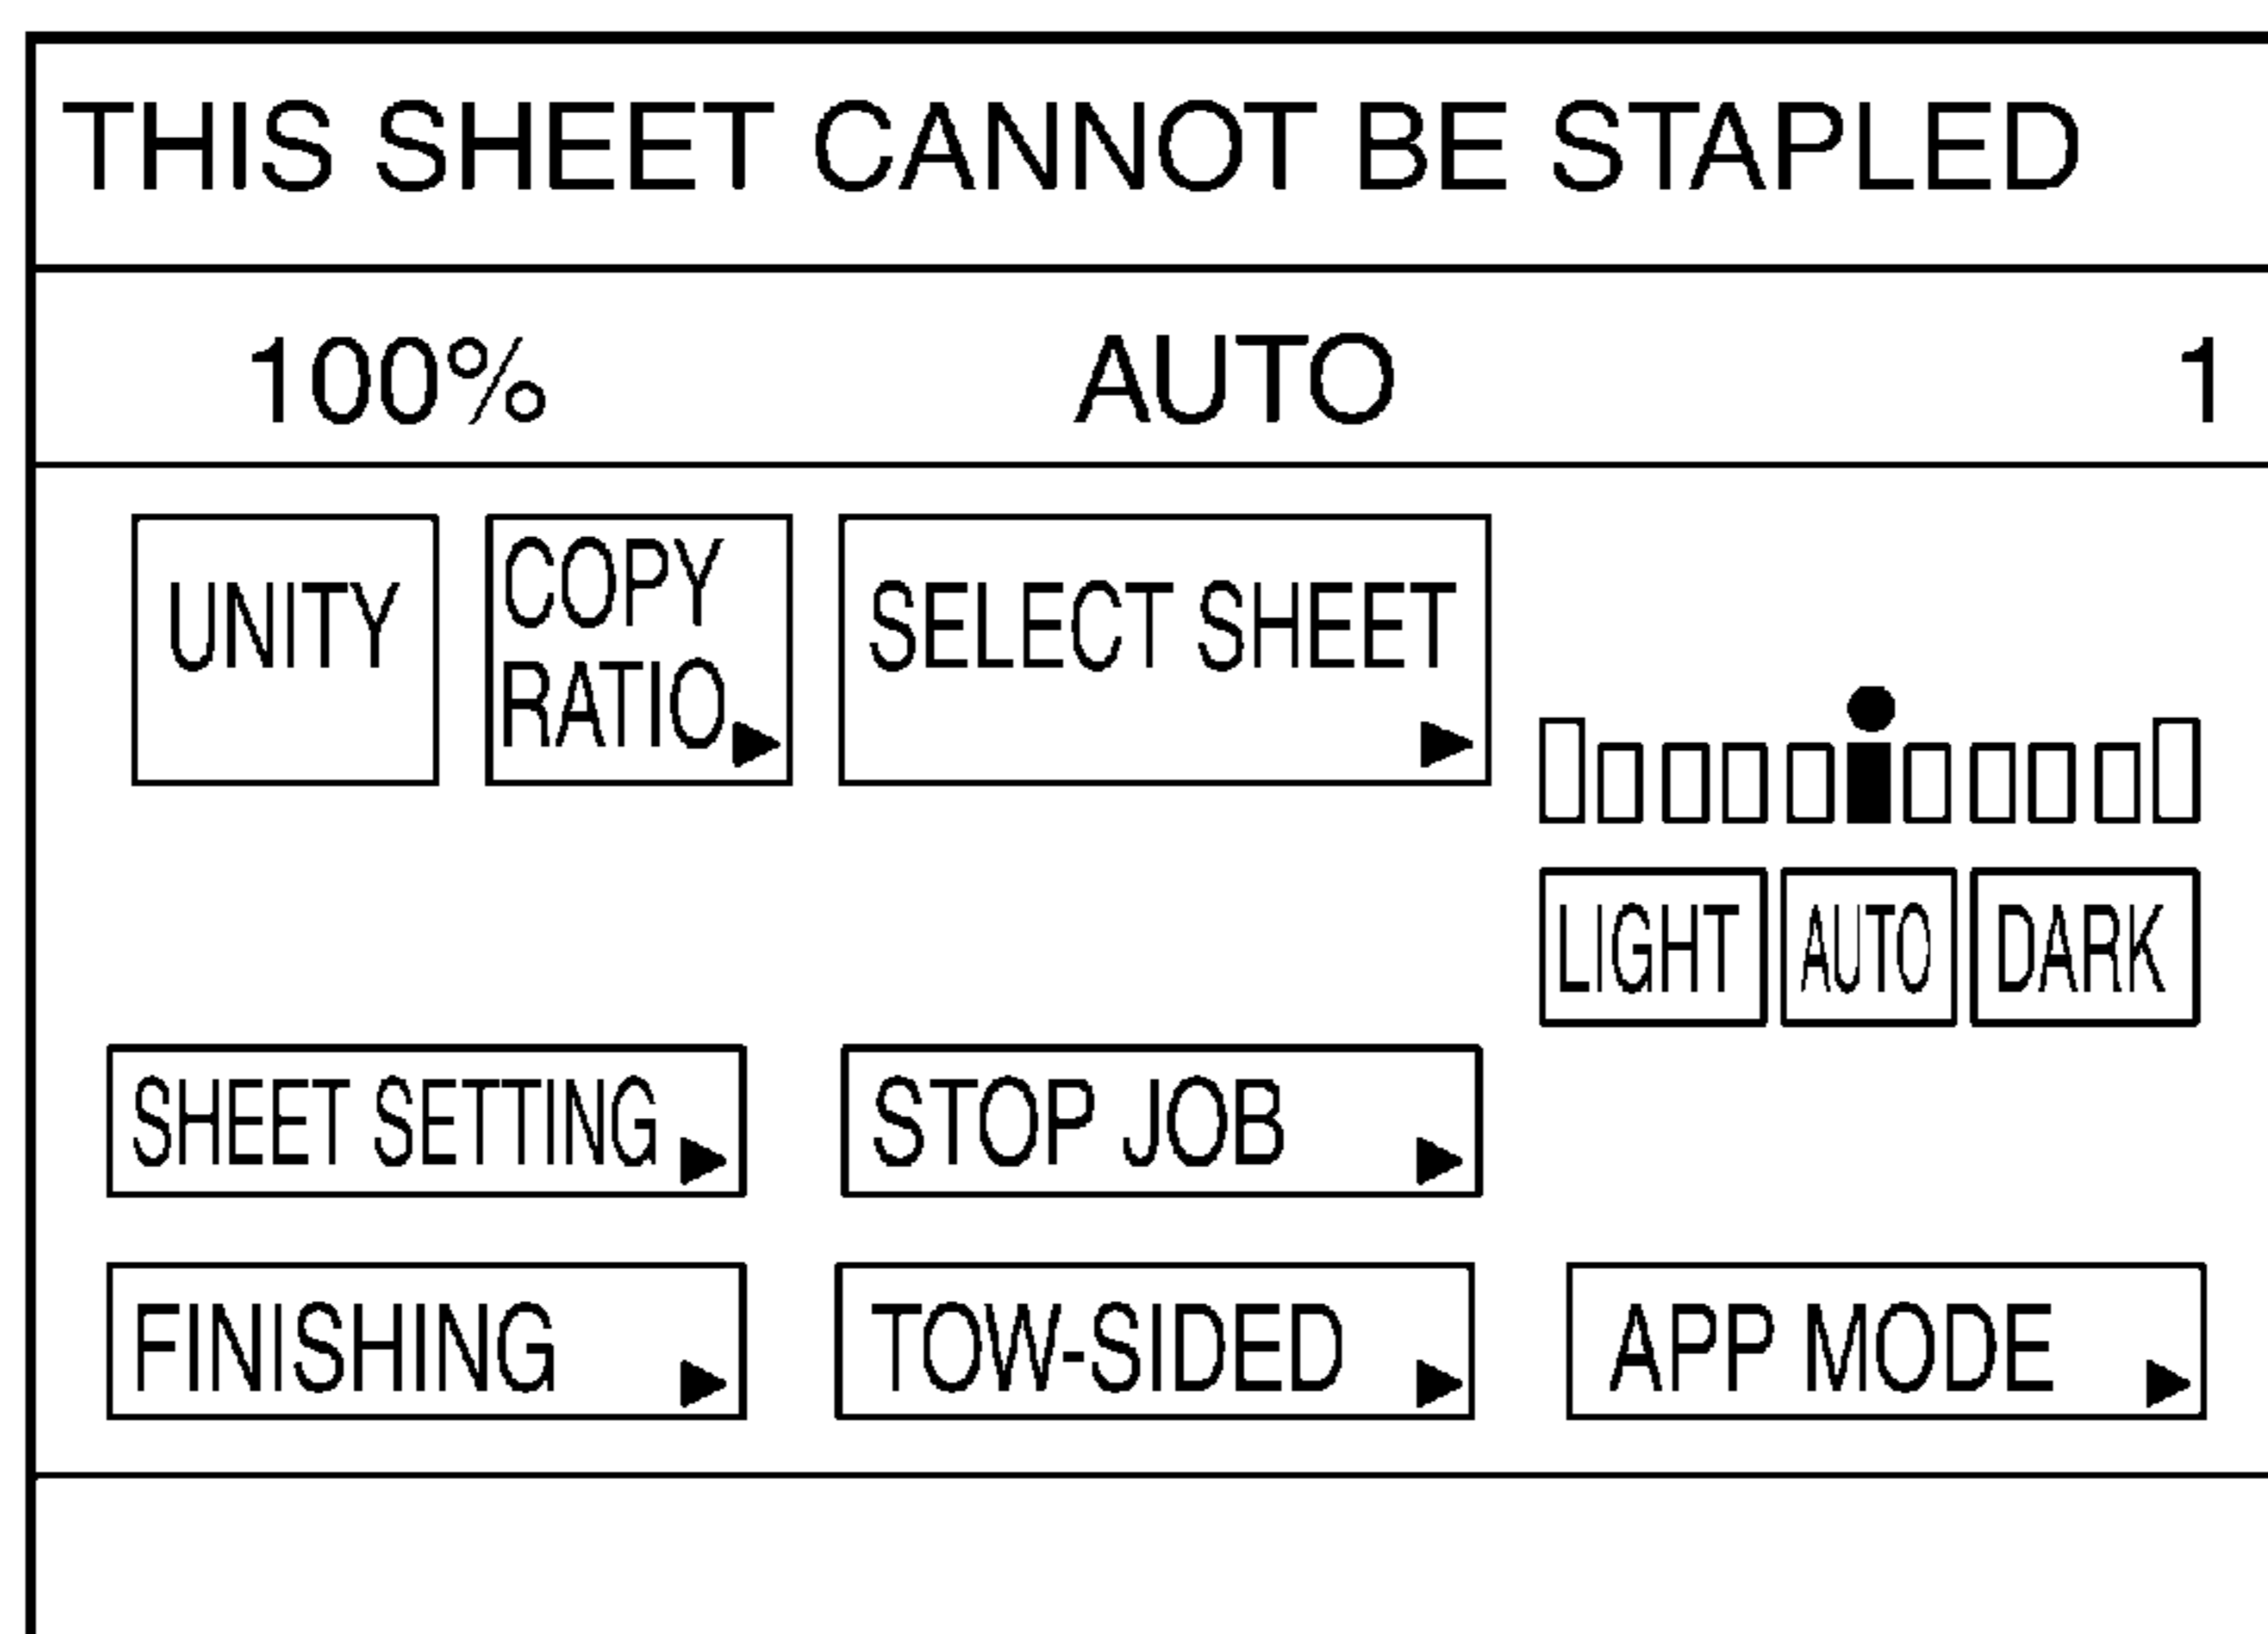 THIS SHEET CANNOT BE STAPLED
100% AUTO 1
UNITY
COPY
RATIO
SELECT SHEET
LIGHT AUTO DARK
SHEET SETTING
STOP JOB
FINISHING
TOW-SIDED
APP MODE